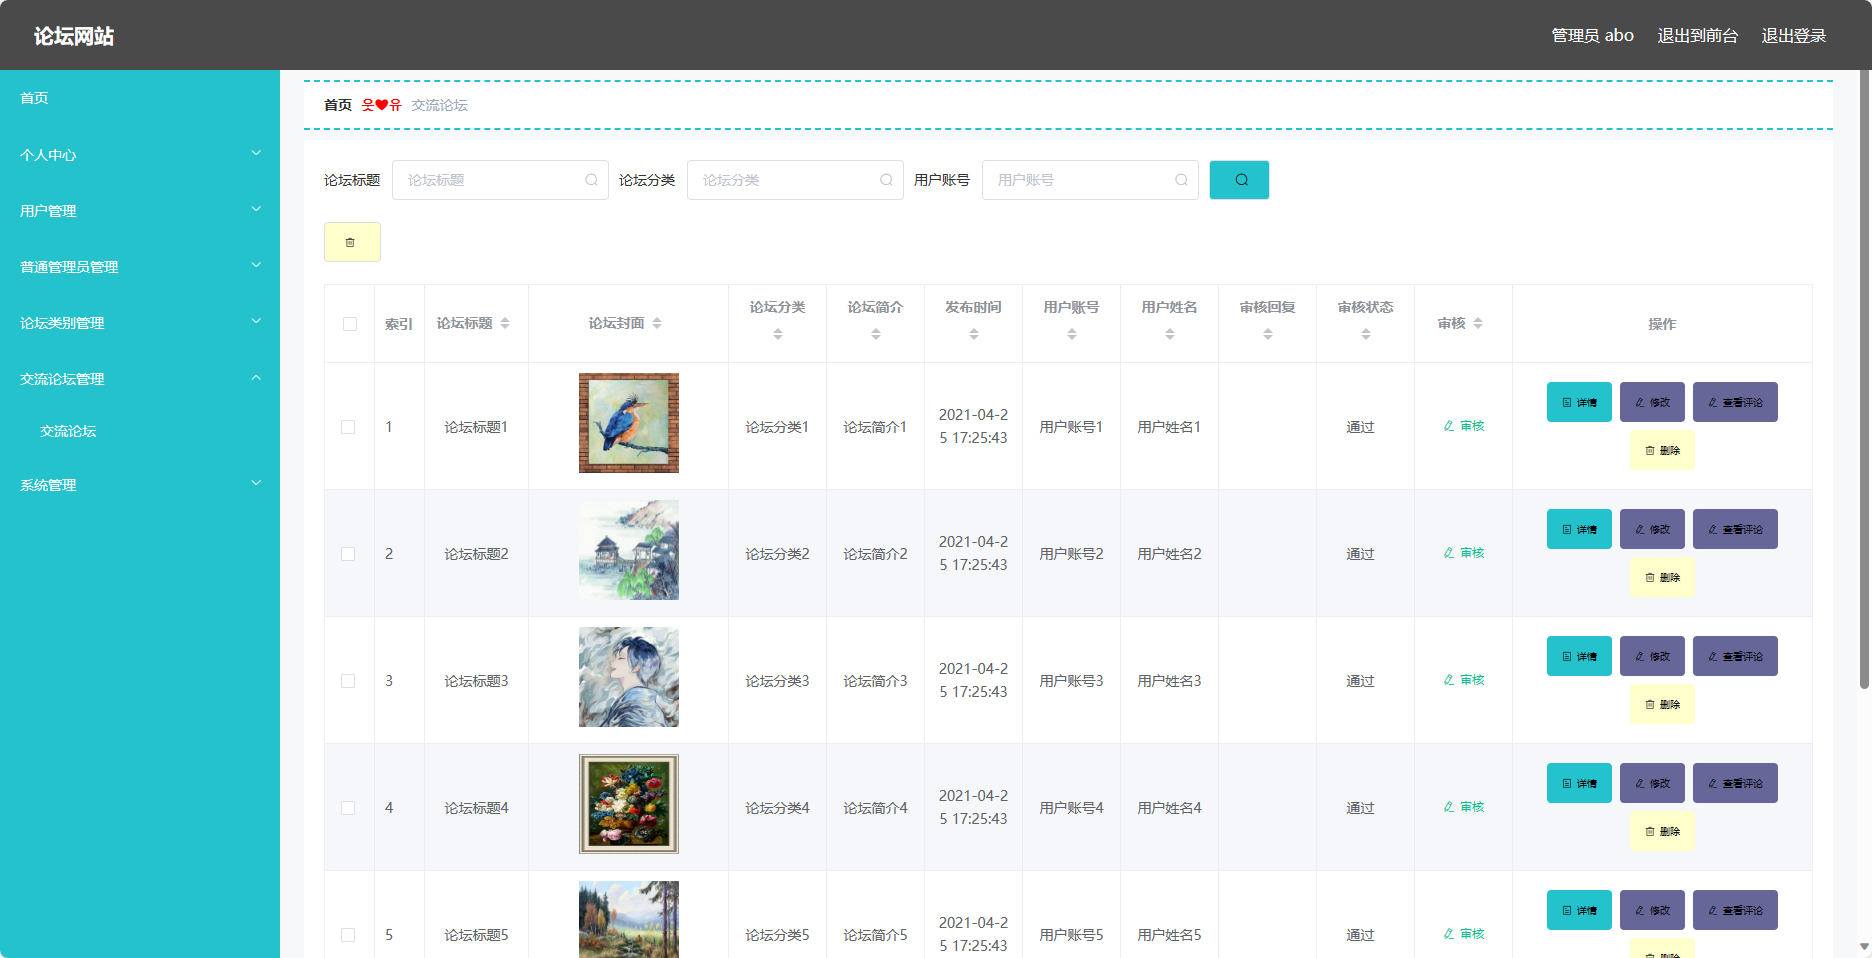 论坛网站
管理员 abo 退出到前台 退出登录
首页
个人中心
用户管理
普通管理员管理
论坛类别管理
交流论坛管理
交流论坛
系统管理
首页 웃❤유 交流论坛
论坛标题 论坛标题 论坛分类 论坛分类 用户账号 用户账号
索引 论坛标题 论坛封面 论坛分类 论坛简介 发布时间 用户账号 用户姓名 审核回复 审核状态 审核 操作
1 论坛标题1 论坛分类1 论坛简介1 2021-04-2
5 17:25:43 用户账号1 用户姓名1 通过 审核 详情 修改 查看评论
删除
2 论坛标题2 论坛分类2 论坛简介2 2021-04-2
5 17:25:43 用户账号2 用户姓名2 通过 审核 详情 修改 查看评论
删除
3 论坛标题3 论坛分类3 论坛简介3 2021-04-2
5 17:25:43 用户账号3 用户姓名3 通过 审核 详情 修改 查看评论
删除
4 论坛标题4 论坛分类4 论坛简介4 2021-04-2
5 17:25:43 用户账号4 用户姓名4 通过 审核 详情 修改 查看评论
删除
5 论坛标题5 论坛分类5 论坛简介5 2021-04-2
5 17:25:43 用户账号5 用户姓名5 通过 审核 详情 修改 查看评论